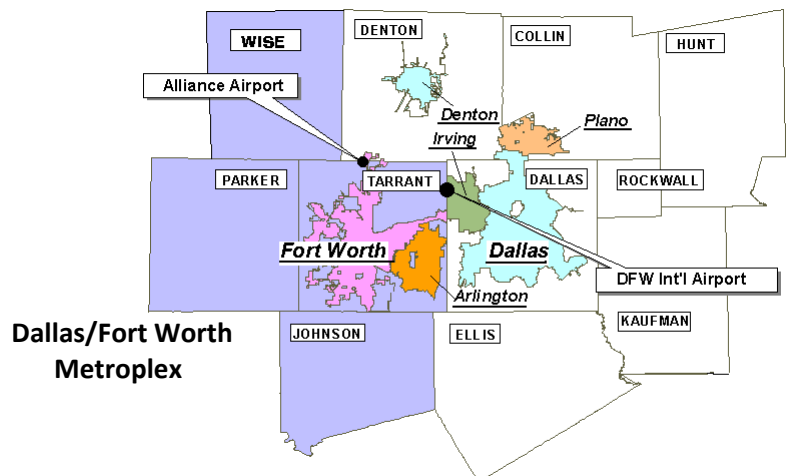 WISE
DENTON
COLLIN
HUNT
Alliance Airport
Denton
Plano
Irving
PARKER
TARRANT
DALLAS
ROCKWALL
Fort Worth
Dallas
DFW Int'l Airport
Arlington
KAUFMAN
JOHNSON
ELLIS
Dallas/Fort Worth
Metroplex